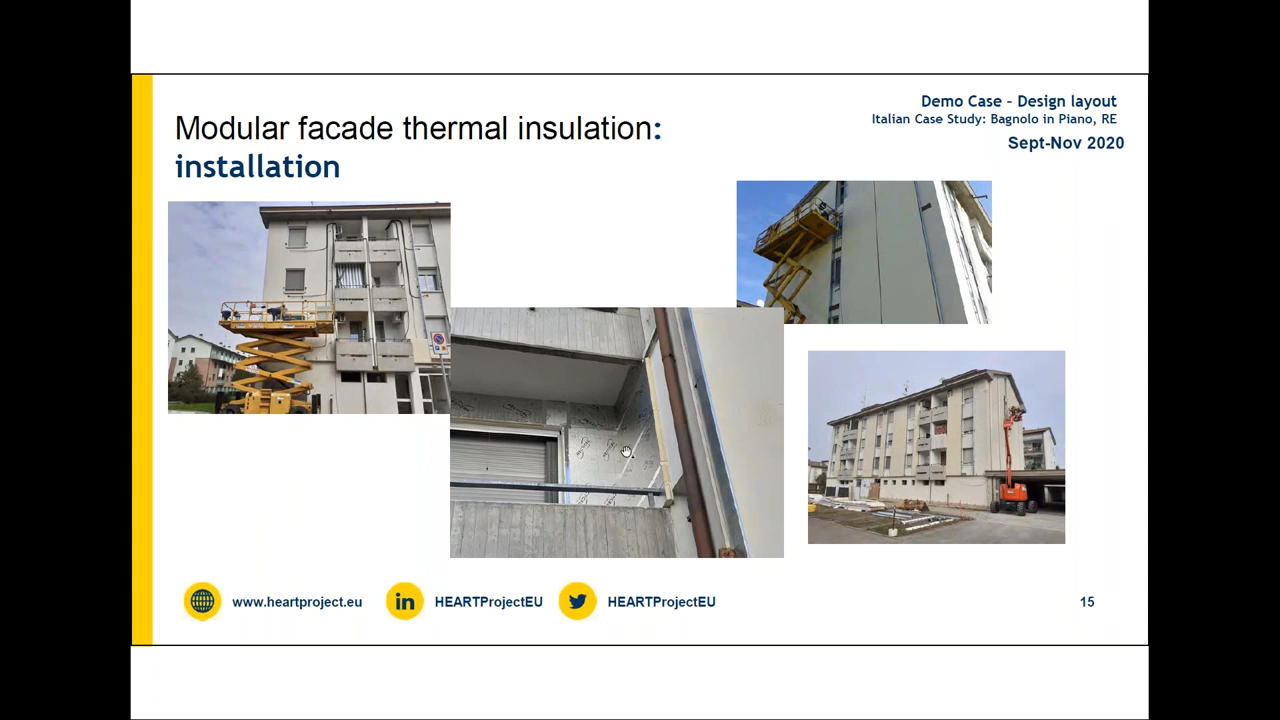 Modular facade thermal insulation:
installation
Demo Case – Design layout
Italian Case Study: Bagnolo in Piano, RE
Sept-Nov 2020
www.heartproject.eu
in HEARTProjectEU
HEARTProjectEU
15